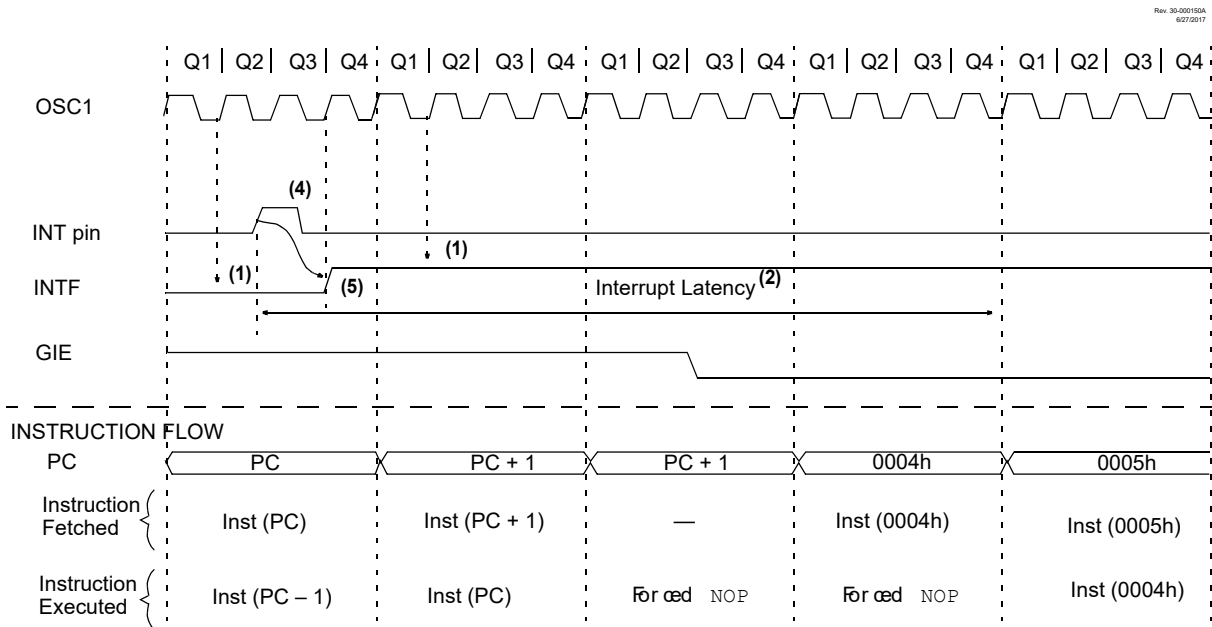 Rev. 30-000150A
6/27/2017
Q1 Q2 Q3 Q4 Q1 Q2 Q3 Q4 Q1 Q2 Q3 Q4 Q1 Q2 Q3 Q4 Q1 Q2 Q3 Q4
OSC1
(4)
INT pin
(1)
(1)
INTF
(5)
Interrupt Latency (2)
GIE
INSTRUCTION FLOW
PC PC PC + 1 PC + 1 0004h 0005h
Instruction
Fetched
Inst (PC) Inst (PC + 1) — Inst (0004h) Inst (0005h)
Instruction
Executed
Inst (PC – 1) Inst (PC) Forced NOP Forced NOP Inst (0004h)